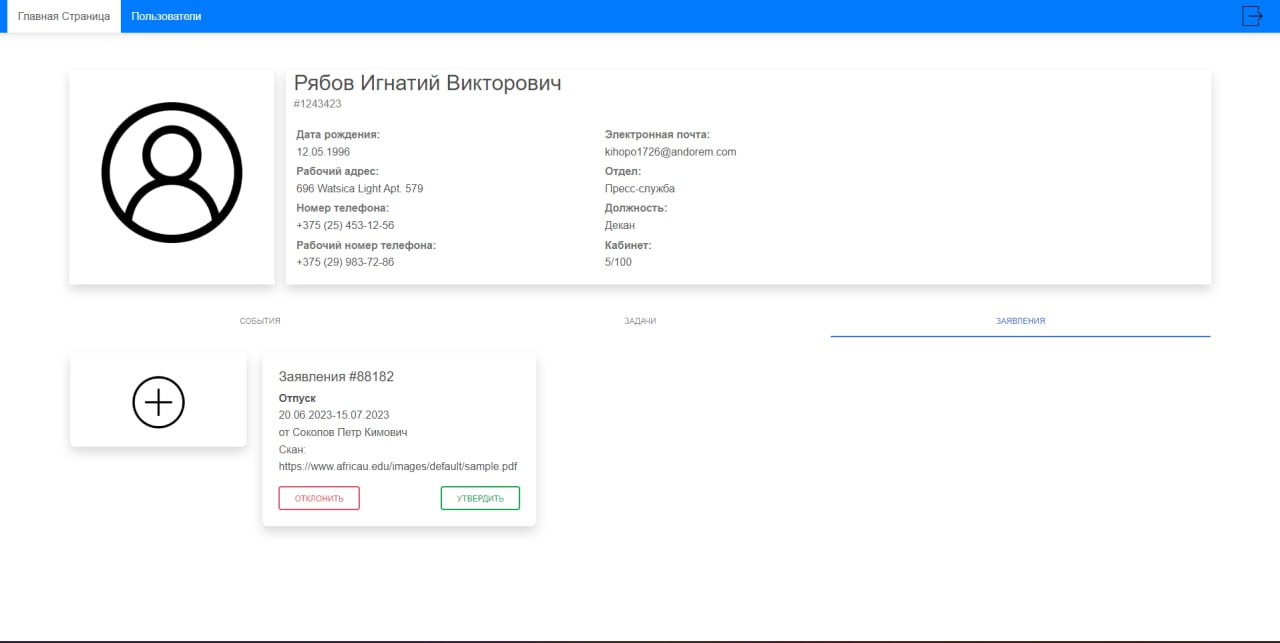 Главная Страница
Пользователи
Рябов Игнатий Викторович
#1243423
Дата рождения:
12.05.1996
Рабочий адрес:
696 Watsica Light Apt. 579
Номер телефона:
+375 (25) 453-12-56
Рабочий номер телефона:
+375 (29) 983-72-86
Электронная почта:
kihopo1726@andorem.com
Отдел:
Пресс-служба
Должность:
Декан
Кабинет:
5/100
СОБЫТИЯ
ЗАДАЧИ
ЗАЯВЛЕНИЯ
Заявления #88182
Отпуск
20.06.2023-15.07.2023
от Соколов Петр Кимович
Скан:
https://www.africau.edu/images/default/sample.pdf
ОТКЛОНИТЬ
УТВЕРДИТЬ